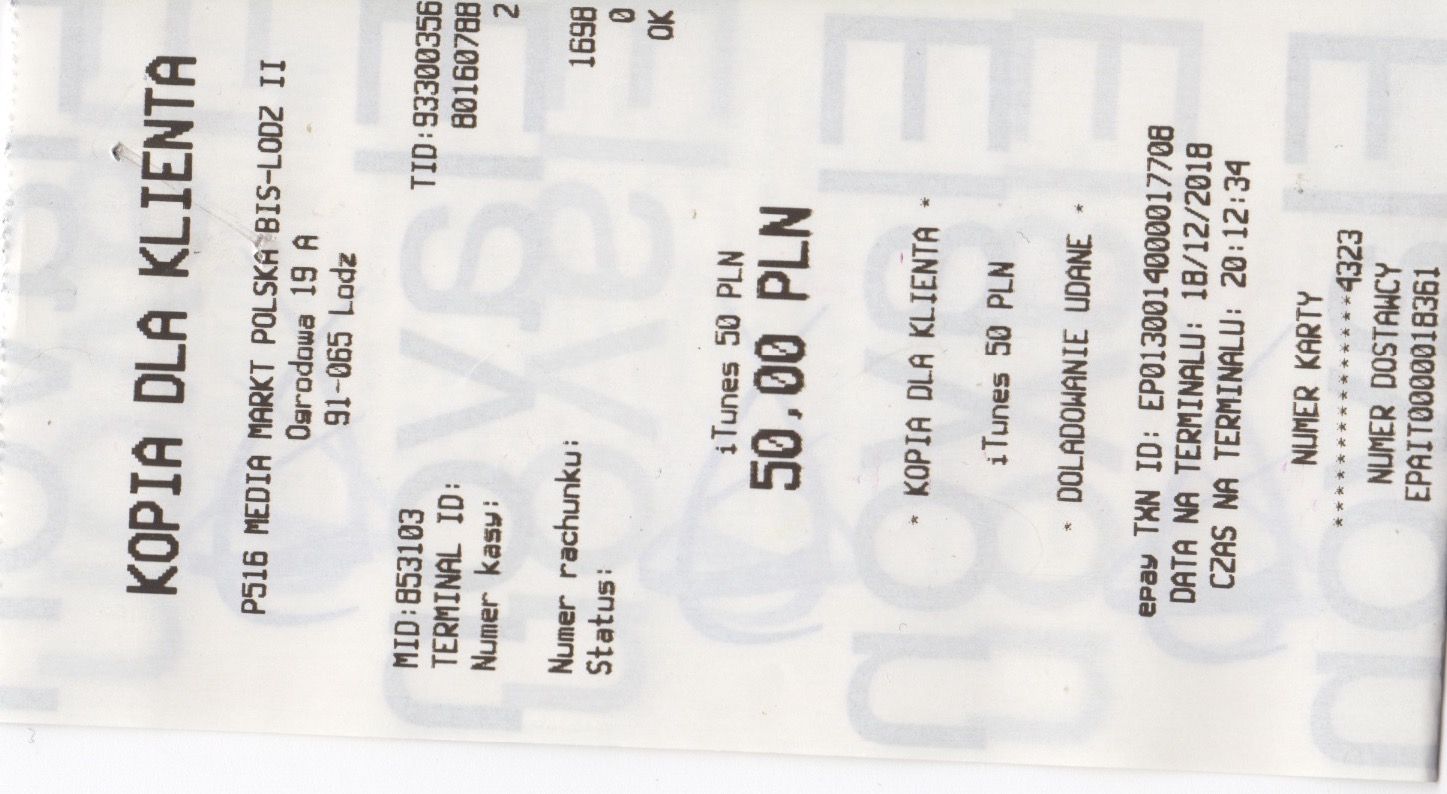 KOPIA DLA KLIENTA
P516 MEDIA MARKT POLSKA BIS-LODZ II
Ogrodowa 19 A
91-065 Lodz
MID:853103 TID:93300356
TERMINAL ID: 80160788
Numer kasy: 2
Numer rachunku: 1698
Status: 0
OK
iTunes 50 PLN
50,00 PLN
* KOPIA DLA KLIENTA *
iTunes 50 PLN
* DOLADOWANIE UDANE *
epay TXN ID: EP0130014000017708
DATA NA TERMINALU: 18/12/2018
CZAS NA TERMINALU: 20:12:34
NUMER KARTY
***************4323
NUMER DOSTAWCY
EPAIT0000018361